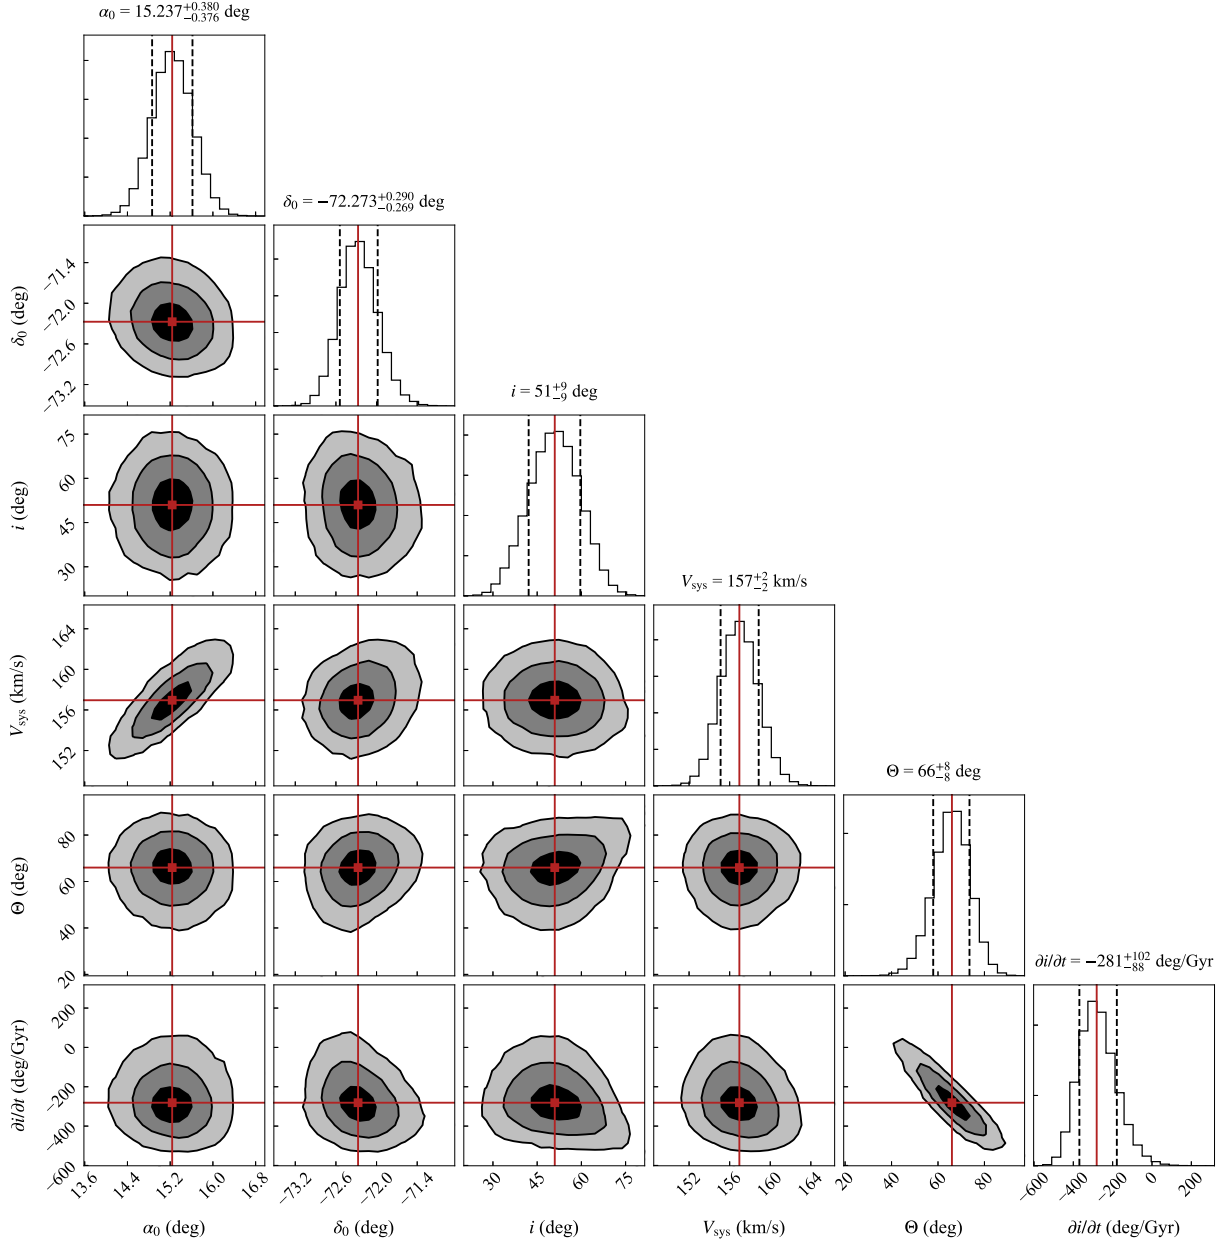 α₀ = 15.237 +0.380 −0.376 deg
δ₀ = −72.273 +0.290 −0.269 deg
−71.4
−72.0
−72.6
−73.2
δ₀ (deg)
i = 51 +9 −9 deg
75
60
45
30
i (deg)
Vsys = 157 +2 −2 km/s
164
160
156
152
Vsys (km/s)
Θ = 66 +8 −8 deg
80
60
40
20
Θ (deg)
∂i/∂t = −281 +102 −88 deg/Gyr
200
0
−200
−400
−600
∂i/∂t (deg/Gyr)
13.6 14.4 15.2 16.0 16.8 −73.2 −72.6 −72.0 −71.4 30 45 60 75 152 156 160 164 20 40 60 80 −600 −400 −200 0 200
α₀ (deg) δ₀ (deg) i (deg) Vsys (km/s) Θ (deg) ∂i/∂t (deg/Gyr)